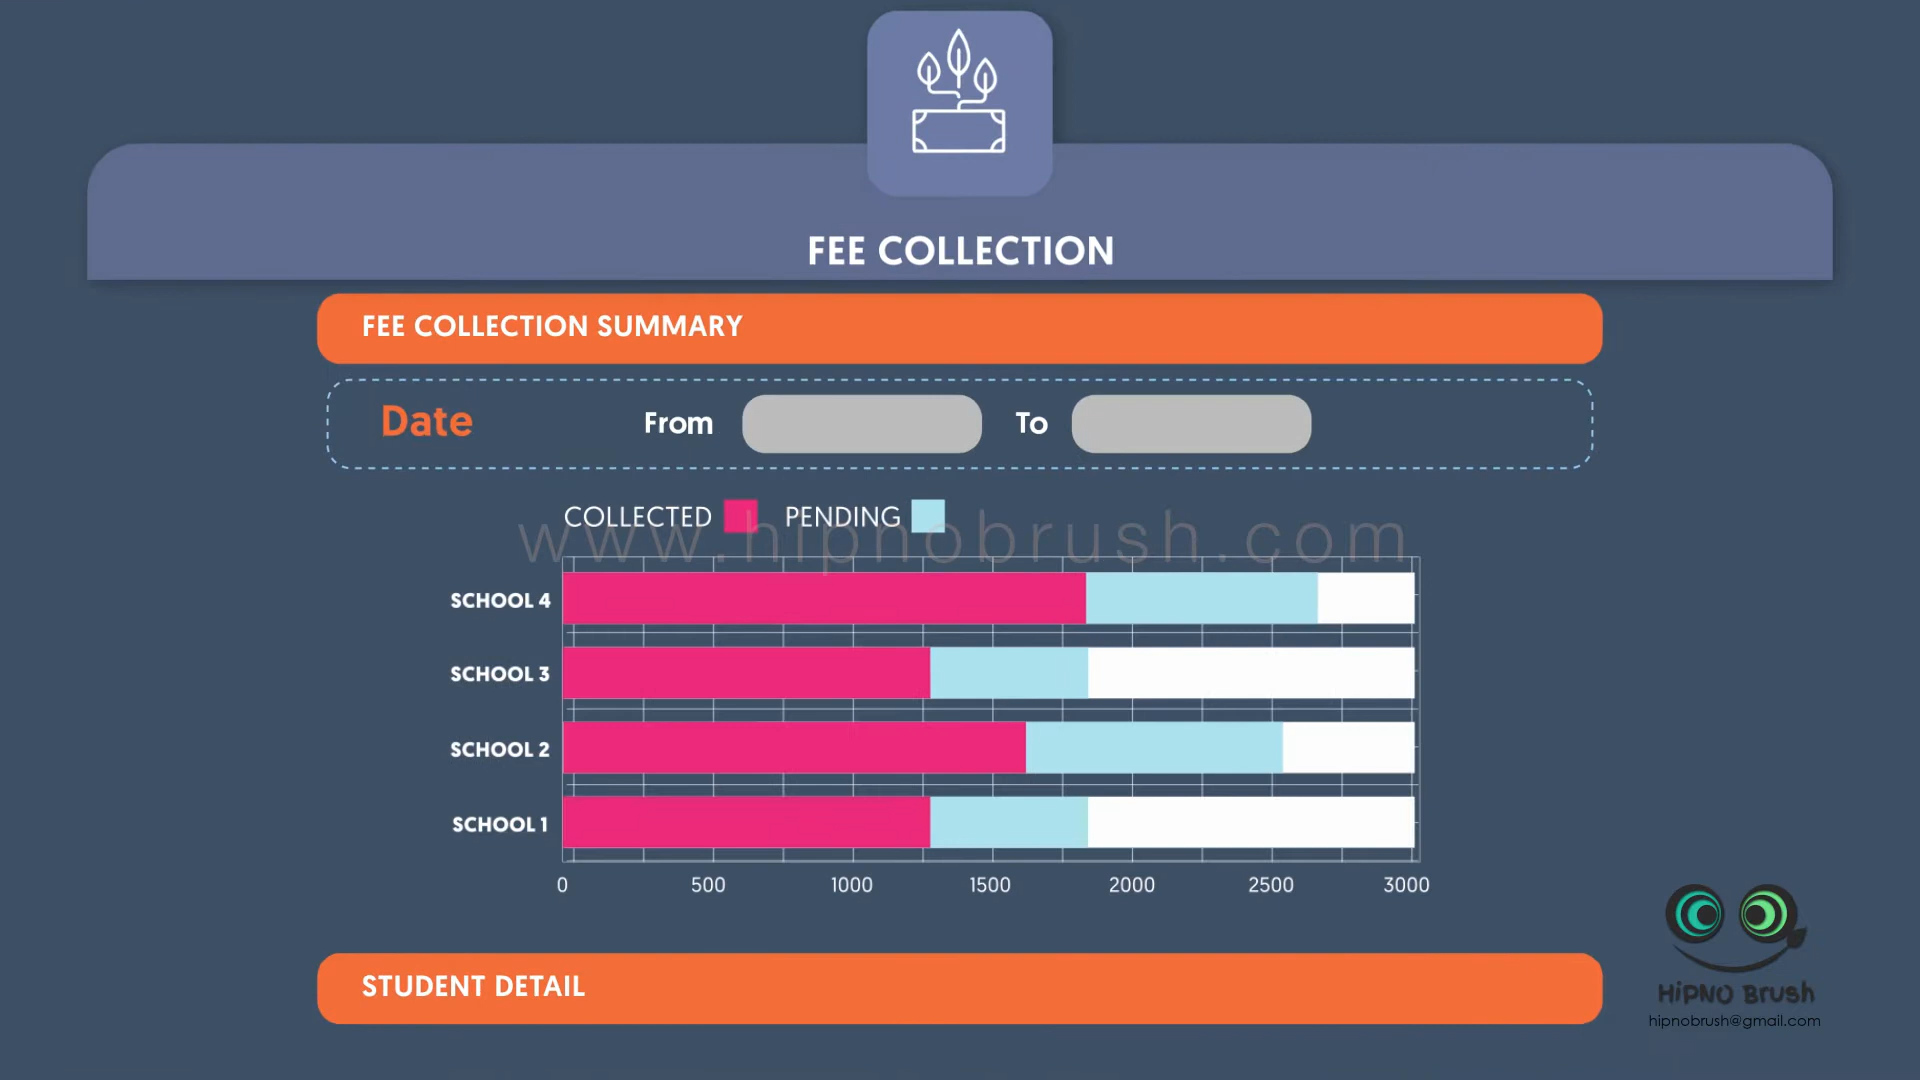 FEE COLLECTION
FEE COLLECTION SUMMARY
Date From To
COLLECTED PENDING
www.hipnobrush.com
SCHOOL 4
SCHOOL 3
SCHOOL 2
SCHOOL 1
0 500 1000 1500 2000 2500 3000
STUDENT DETAIL
HiPNO Brush
hipnobrush@gmail.com